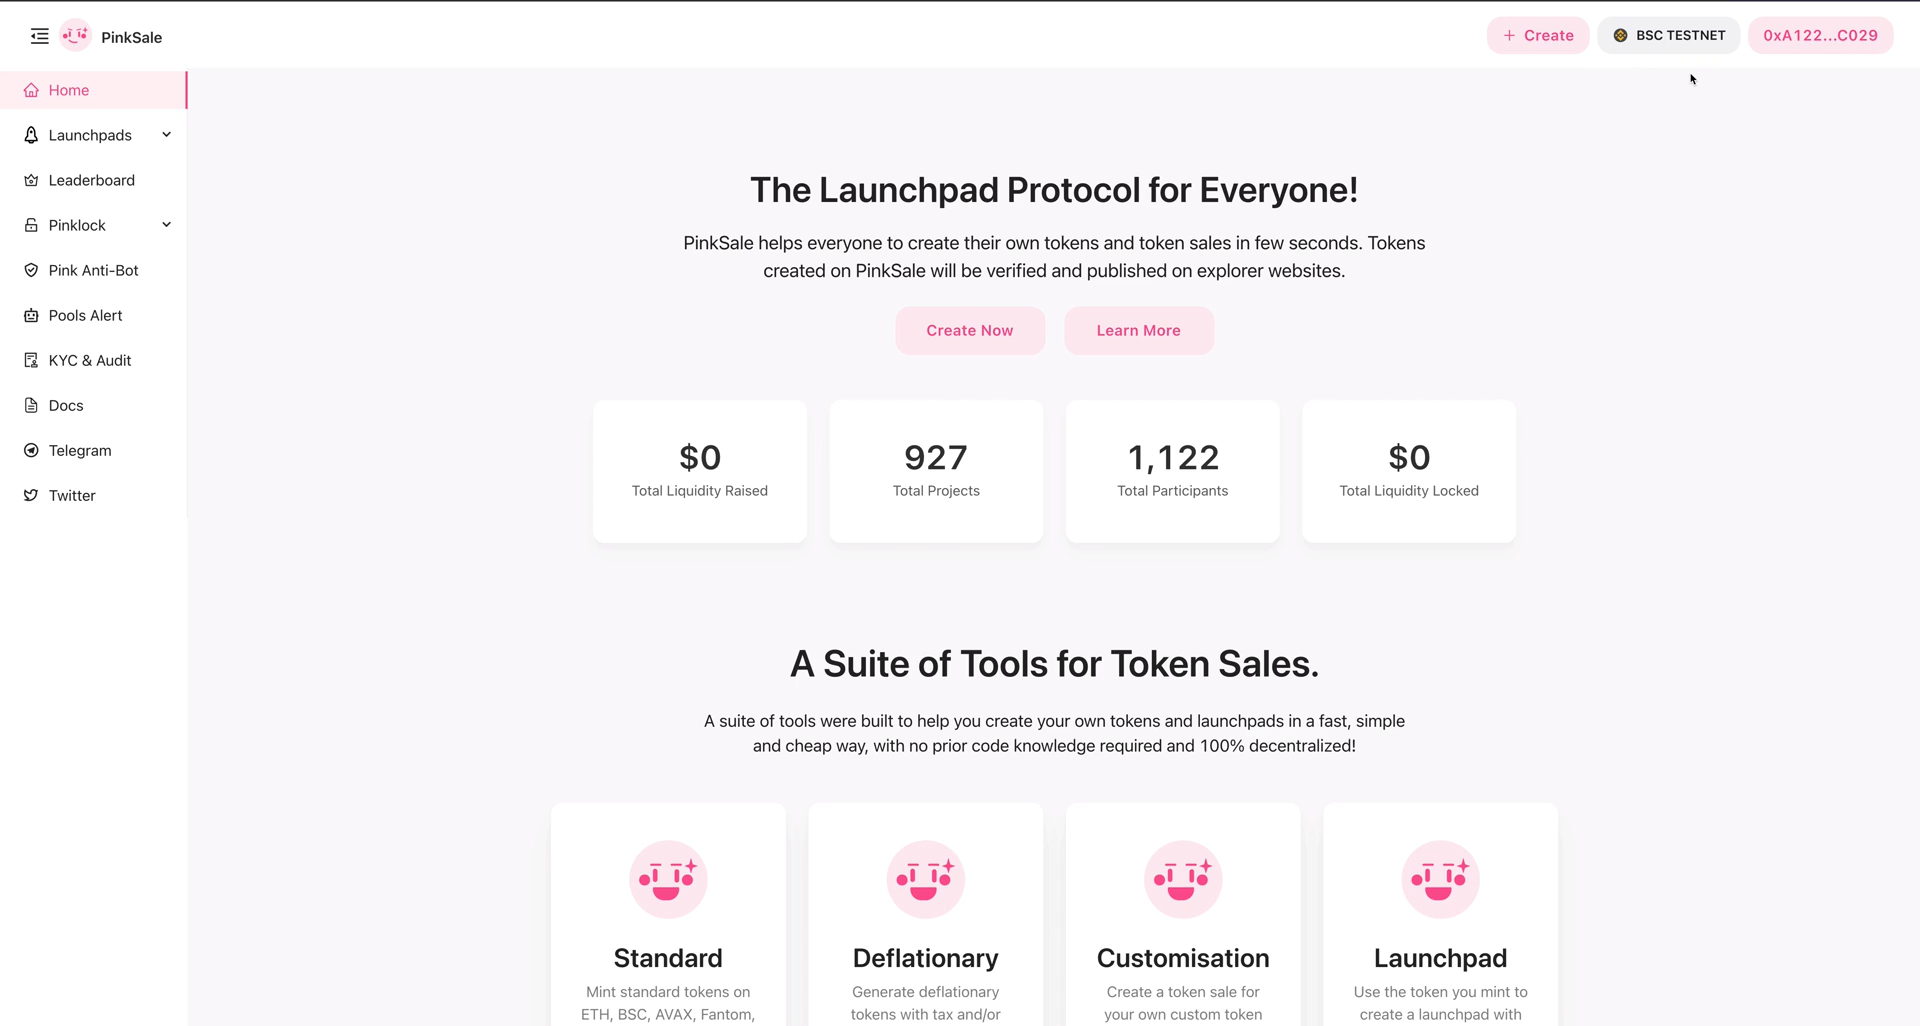 PinkSale
+ Create
BSC TESTNET
0xA122...C029
Home
Launchpads
Leaderboard
Pinklock
Pink Anti-Bot
Pools Alert
KYC & Audit
Docs
Telegram
Twitter
The Launchpad Protocol for Everyone!
PinkSale helps everyone to create their own tokens and token sales in few seconds. Tokens
created on PinkSale will be verified and published on explorer websites.
Create Now
Learn More
$0
Total Liquidity Raised
927
Total Projects
1,122
Total Participants
$0
Total Liquidity Locked
A Suite of Tools for Token Sales.
A suite of tools were built to help you create your own tokens and launchpads in a fast, simple
and cheap way, with no prior code knowledge required and 100% decentralized!
Standard
Mint standard tokens on
ETH, BSC, AVAX, Fantom,
Deflationary
Generate deflationary
tokens with tax and/or
Customisation
Create a token sale for
your own custom token
Launchpad
Use the token you mint to
create a launchpad with